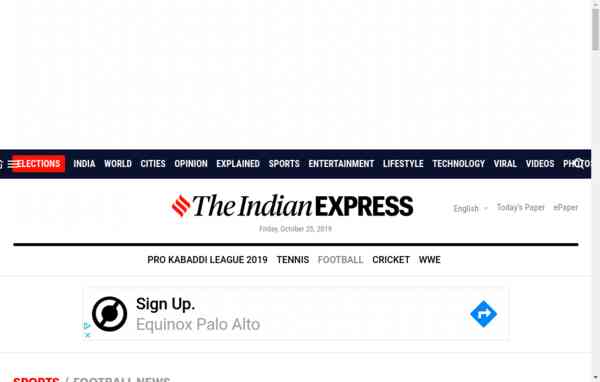 ELECTIONS INDIA WORLD CITIES OPINION EXPLAINED SPORTS ENTERTAINMENT LIFESTYLE TECHNOLOGY VIRAL VIDEOS PHOTOS
The Indian EXPRESS
English Today's Paper ePaper
Friday, October 25, 2019
PRO KABADDI LEAGUE 2019 TENNIS FOOTBALL CRICKET WWE
Sign Up.
Equinox Palo Alto
SPORTS / FOOTBALL NEWS